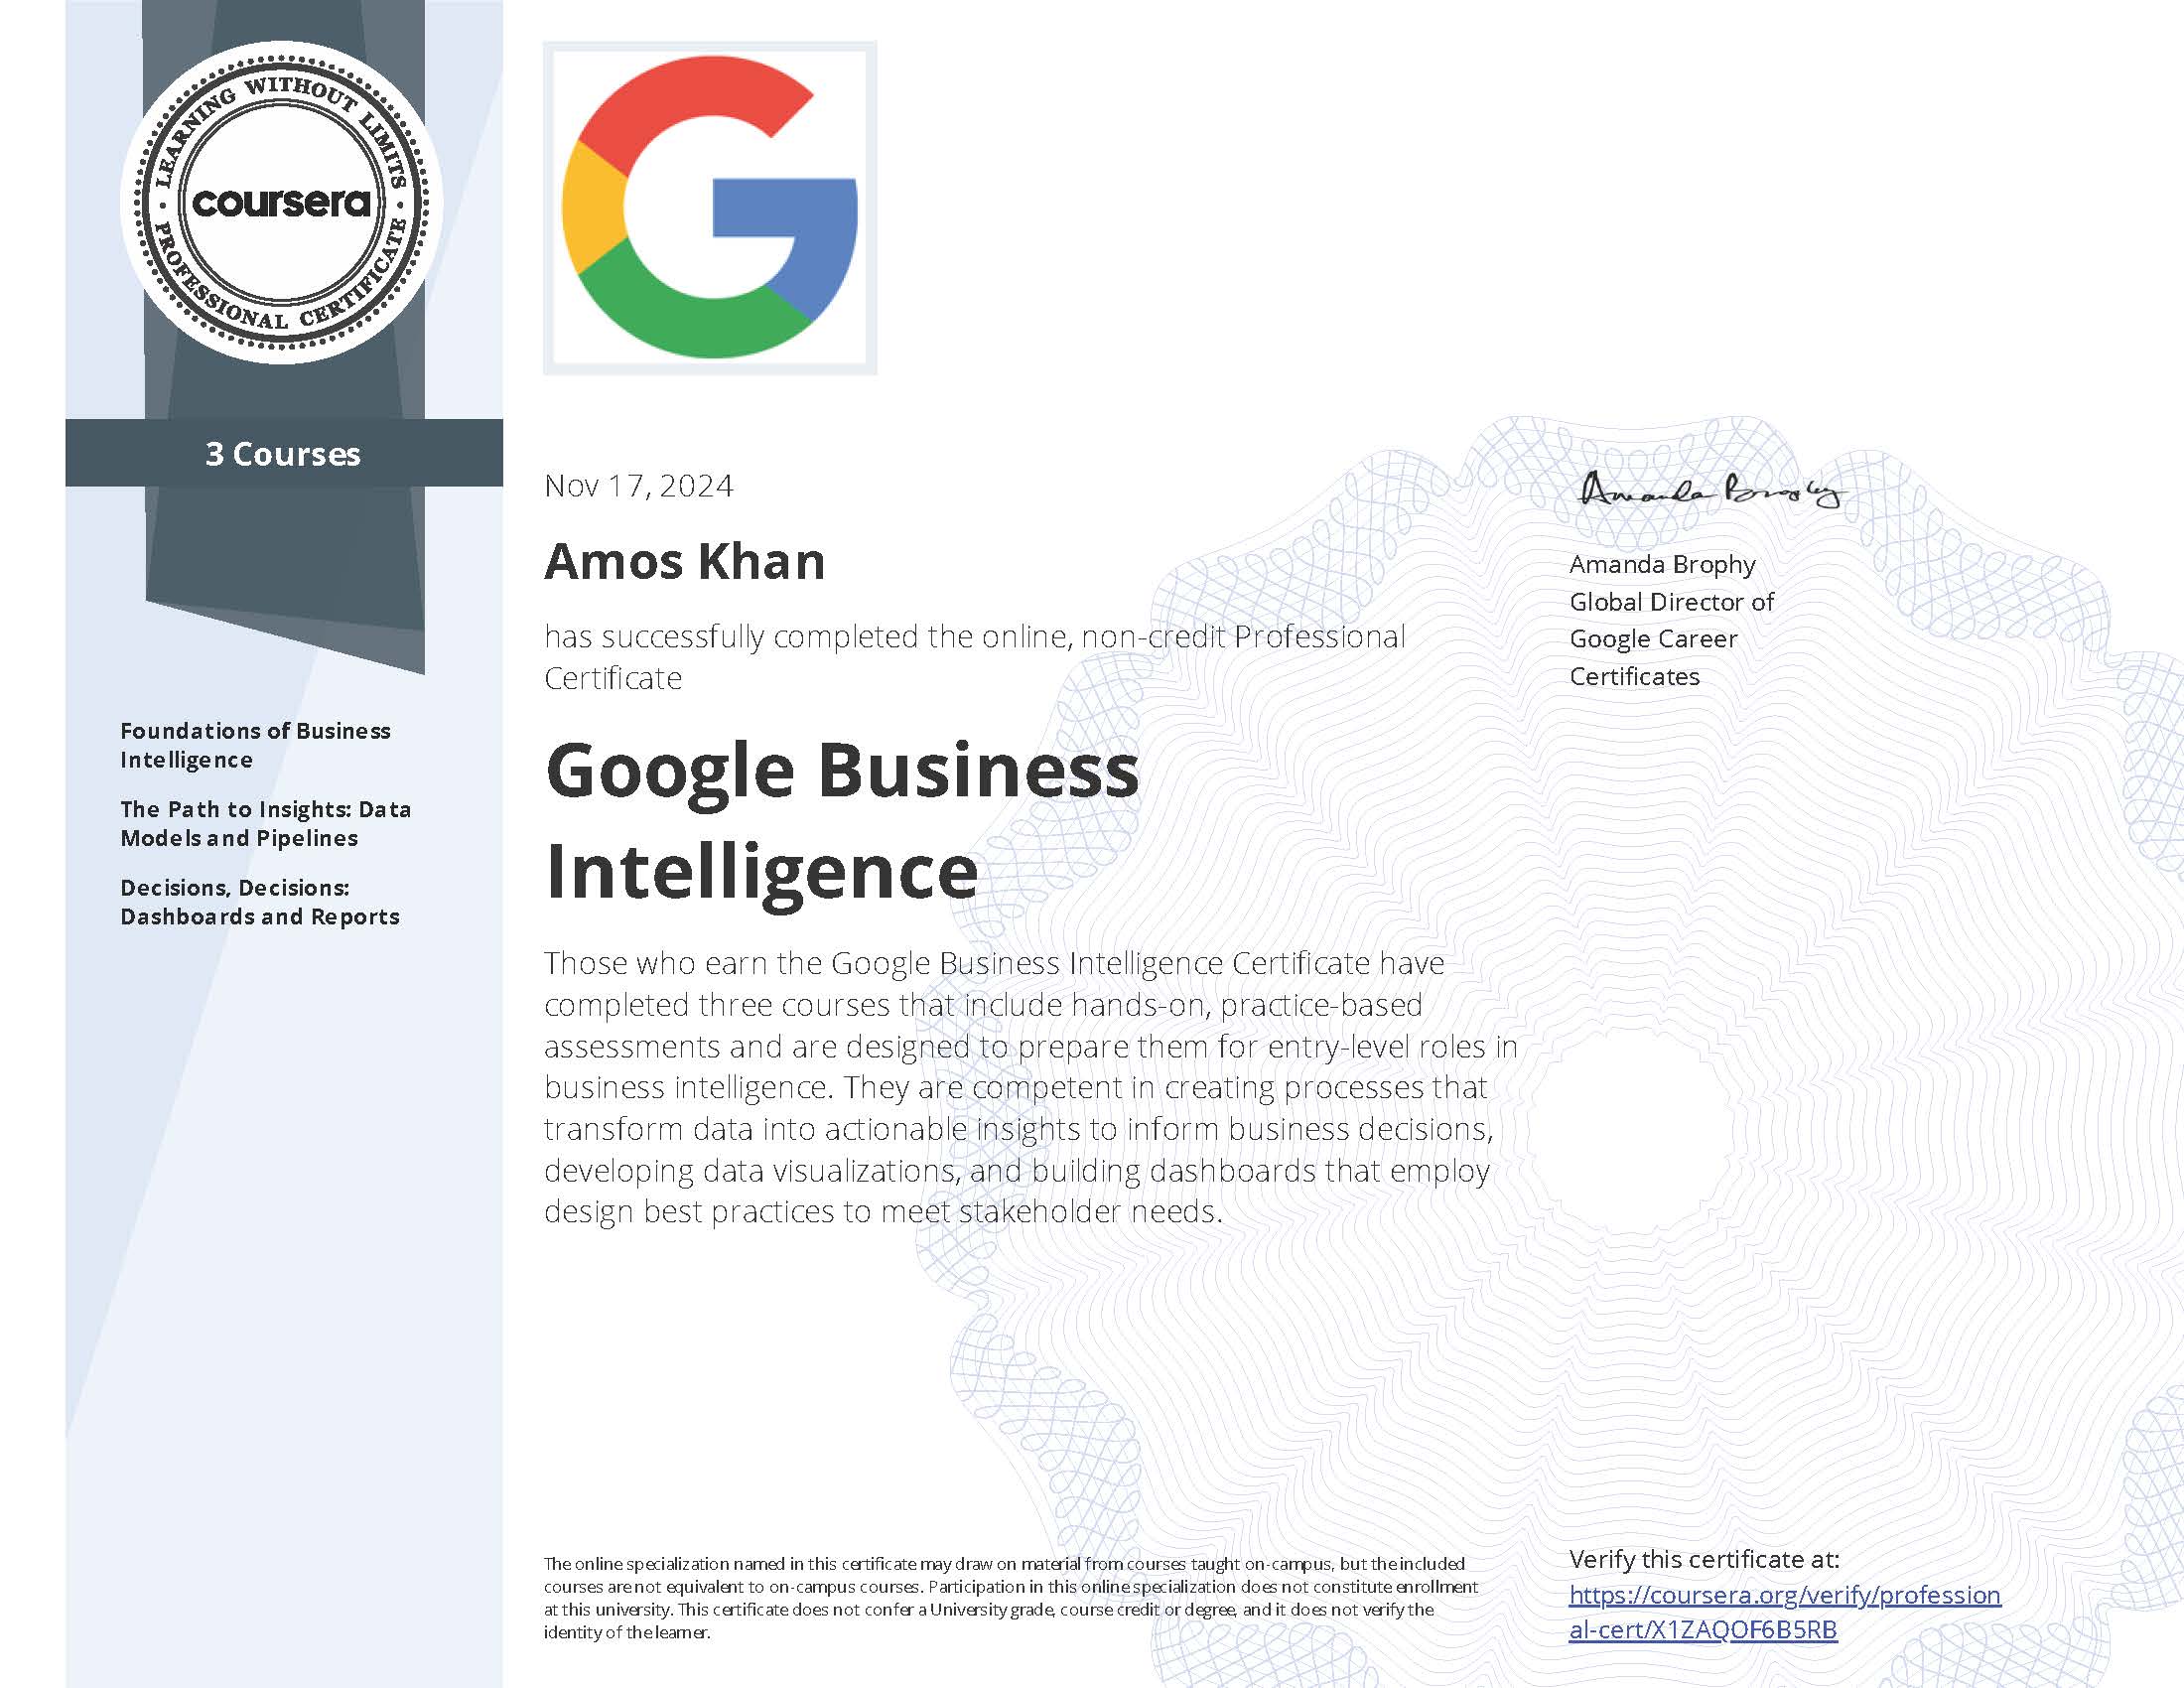 LEARNING WITHOUT LIMITS
coursera
PROFESSIONAL CERTIFICATE
3 Courses
Foundations of Business
Intelligence
The Path to Insights: Data
Models and Pipelines
Decisions, Decisions:
Dashboards and Reports
Nov 17, 2024
Amos Khan
has successfully completed the online, non-credit Professional
Certificate
Google Business
Intelligence
Those who earn the Google Business Intelligence Certificate have
completed three courses that include hands-on, practice-based
assessments and are designed to prepare them for entry-level roles in
business intelligence. They are competent in creating processes that
transform data into actionable insights to inform business decisions,
developing data visualizations, and building dashboards that employ
design best practices to meet stakeholder needs.
Amanda Brophy
Amanda Brophy
Global Director of
Google Career
Certificates
The online specialization named in this certificate may draw on material from courses taught on-campus, but the included
courses are not equivalent to on-campus courses. Participation in this online specialization does not constitute enrollment
at this university. This certificate does not confer a University grade, course credit or degree, and it does not verify the
identity of the learner.
Verify this certificate at:
https://coursera.org/verify/profession
al-cert/X1ZAQOF6B5RB